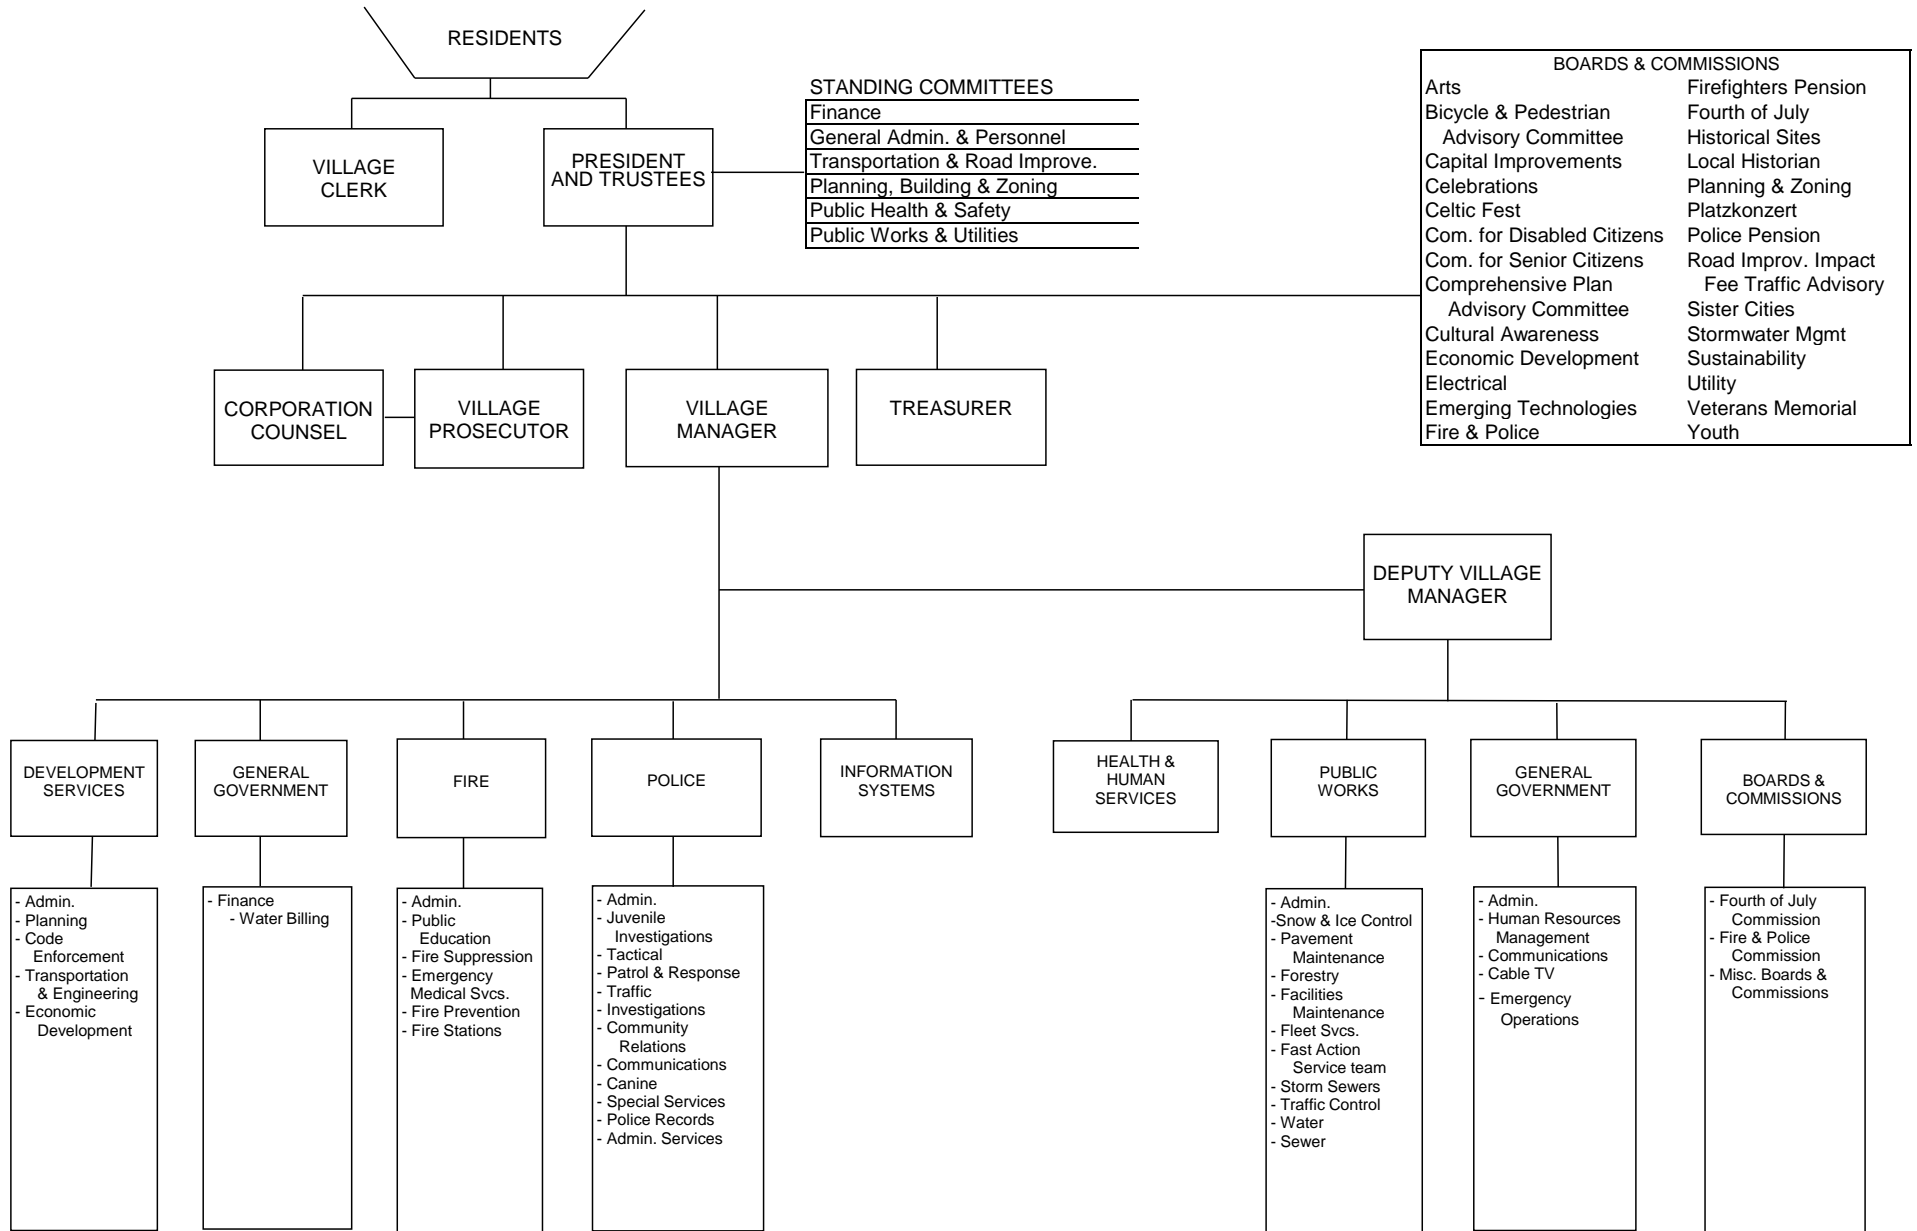 RESIDENTS
VILLAGE
CLERK
PRESIDENT
AND TRUSTEES
STANDING COMMITTEES
Finance
General Admin. & Personnel
Transportation & Road Improve.
Planning, Building & Zoning
Public Health & Safety
Public Works & Utilities
BOARDS & COMMISSIONS
Arts
Bicycle & Pedestrian
Advisory Committee
Capital Improvements
Celebrations
Celtic Fest
Com. for Disabled Citizens
Com. for Senior Citizens
Comprehensive Plan
Advisory Committee
Cultural Awareness
Economic Development
Electrical
Emerging Technologies
Fire & Police
Firefighters Pension
Fourth of July
Historical Sites
Local Historian
Planning & Zoning
Platzkonzert
Police Pension
Road Improv. Impact
Fee Traffic Advisory
Sister Cities
Stormwater Mgmt
Sustainability
Utility
Veterans Memorial
Youth
CORPORATION
COUNSEL
VILLAGE
PROSECUTOR
VILLAGE
MANAGER
TREASURER
DEPUTY VILLAGE
MANAGER
DEVELOPMENT
SERVICES
GENERAL
GOVERNMENT
FIRE
POLICE
INFORMATION
SYSTEMS
HEALTH &
HUMAN
SERVICES
PUBLIC
WORKS
GENERAL
GOVERNMENT
BOARDS &
COMMISSIONS
- Admin.
- Planning
- Code
Enforcement
- Transportation
& Engineering
- Economic
Development
- Finance
- Water Billing
- Admin.
- Public
Education
- Fire Suppression
- Emergency
Medical Svcs.
- Fire Prevention
- Fire Stations
- Admin.
- Juvenile
Investigations
- Tactical
- Patrol & Response
- Traffic
- Investigations
- Community
Relations
- Communications
- Canine
- Special Services
- Police Records
- Admin. Services
- Admin.
-Snow & Ice Control
- Pavement
Maintenance
- Forestry
- Facilities
Maintenance
- Fleet Svcs.
- Fast Action
Service team
- Storm Sewers
- Traffic Control
- Water
- Sewer
- Admin.
- Human Resources
Management
- Communications
- Cable TV
- Emergency
Operations
- Fourth of July
Commission
- Fire & Police
Commission
- Misc. Boards &
Commissions